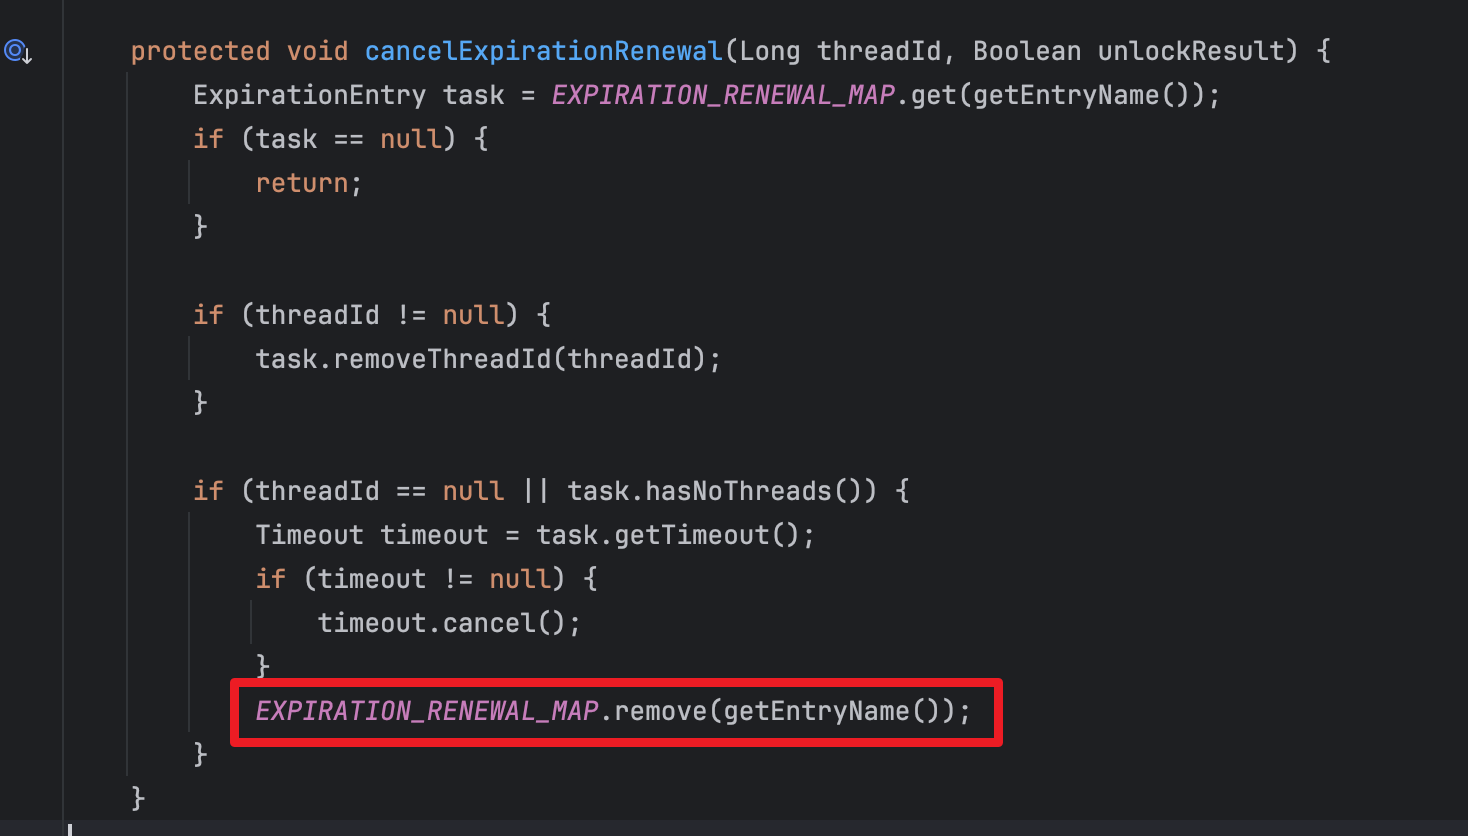 protected void cancelExpirationRenewal(Long threadId, Boolean unlockResult) {
    ExpirationEntry task = EXPIRATION_RENEWAL_MAP.get(getEntryName());
    if (task == null) {
        return;
    }
    if (threadId != null) {
        task.removeThreadId(threadId);
    }
    if (threadId == null || task.hasNoThreads()) {
        Timeout timeout = task.getTimeout();
        if (timeout != null) {
            timeout.cancel();
        }
        EXPIRATION_RENEWAL_MAP.remove(getEntryName());
    }
}